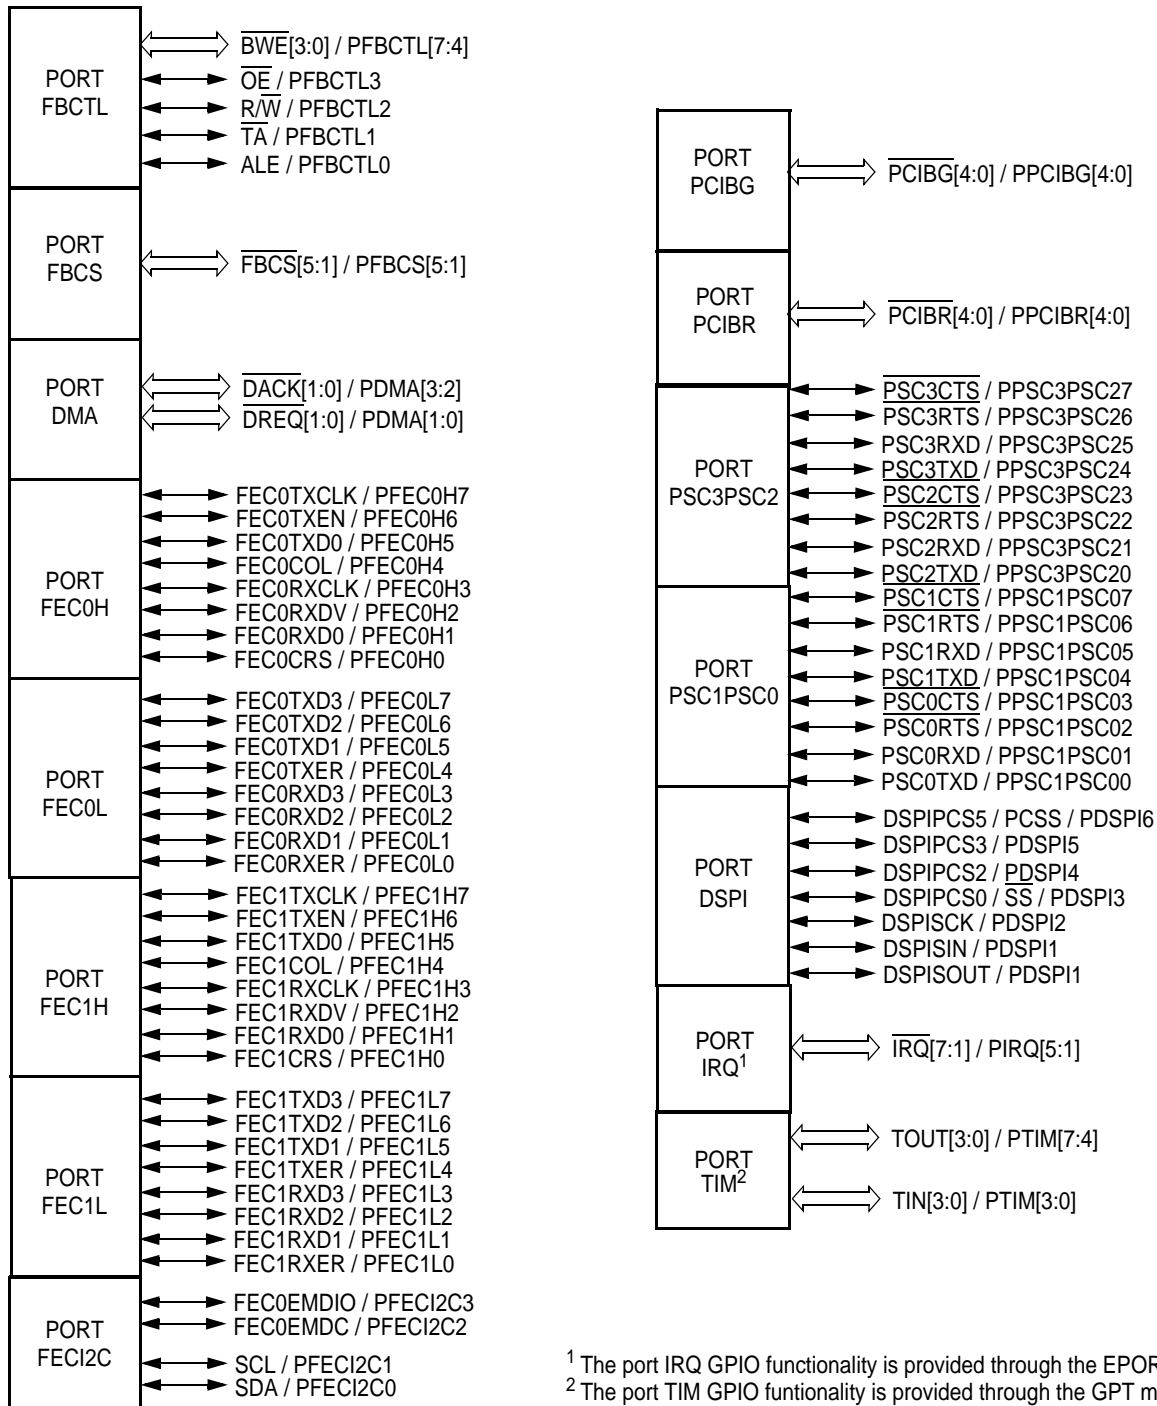 PORT
FBCTL
BWE[3:0] / PFBCTL[7:4]
OE / PFBCTL3
R/W / PFBCTL2
TA / PFBCTL1
ALE / PFBCTL0
PORT
FBCS
FBCS[5:1] / PFBCS[5:1]
PORT
DMA
DACK[1:0] / PDMA[3:2]
DREQ[1:0] / PDMA[1:0]
PORT
FEC0H
FEC0TXCLK / PFEC0H7
FEC0TXEN / PFEC0H6
FEC0TXD0 / PFEC0H5
FEC0COL / PFEC0H4
FEC0RXCLK / PFEC0H3
FEC0RXDV / PFEC0H2
FEC0RXD0 / PFEC0H1
FEC0CRS / PFEC0H0
PORT
FEC0L
FEC0TXD3 / PFEC0L7
FEC0TXD2 / PFEC0L6
FEC0TXD1 / PFEC0L5
FEC0TXER / PFEC0L4
FEC0RXD3 / PFEC0L3
FEC0RXD2 / PFEC0L2
FEC0RXD1 / PFEC0L1
FEC0RXER / PFEC0L0
PORT
FEC1H
FEC1TXCLK / PFEC1H7
FEC1TXEN / PFEC1H6
FEC1TXD0 / PFEC1H5
FEC1COL / PFEC1H4
FEC1RXCLK / PFEC1H3
FEC1RXDV / PFEC1H2
FEC1RXD0 / PFEC1H1
FEC1CRS / PFEC1H0
PORT
FEC1L
FEC1TXD3 / PFEC1L7
FEC1TXD2 / PFEC1L6
FEC1TXD1 / PFEC1L5
FEC1TXER / PFEC1L4
FEC1RXD3 / PFEC1L3
FEC1RXD2 / PFEC1L2
FEC1RXD1 / PFEC1L1
FEC1RXER / PFEC1L0
PORT
FECI2C
FEC0EMDIO / PFECI2C3
FEC0EMDC / PFECI2C2
SCL / PFECI2C1
SDA / PFECI2C0
PORT
PCIBG
PCIBG[4:0] / PPCIBG[4:0]
PORT
PCIBR
PCIBR[4:0] / PPCIBR[4:0]
PORT
PSC3PSC2
PSC3CTS / PPSC3PSC27
PSC3RTS / PPSC3PSC26
PSC3RXD / PPSC3PSC25
PSC3TXD / PPSC3PSC24
PSC2CTS / PPSC3PSC23
PSC2RTS / PPSC3PSC22
PSC2RXD / PPSC3PSC21
PSC2TXD / PPSC3PSC20
PORT
PSC1PSC0
PSC1CTS / PPSC1PSC07
PSC1RTS / PPSC1PSC06
PSC1RXD / PPSC1PSC05
PSC1TXD / PPSC1PSC04
PSC0CTS / PPSC1PSC03
PSC0RTS / PPSC1PSC02
PSC0RXD / PPSC1PSC01
PSC0TXD / PPSC1PSC00
PORT
DSPI
DSPIPCS5 / PCSS / PDSPI6
DSPIPCS3 / PDSPI5
DSPIPCS2 / PDSPI4
DSPIPCS0 / SS / PDSPI3
DSPISCK / PDSPI2
DSPISIN / PDSPI1
DSPISOUT / PDSPI1
PORT
IRQ1
IRQ[7:1] / PIRQ[5:1]
PORT
TIM2
TOUT[3:0] / PTIM[7:4]
TIN[3:0] / PTIM[3:0]
1 The port IRQ GPIO functionality is provided through the EPOR
2 The port TIM GPIO funtionality is provided through the GPT m